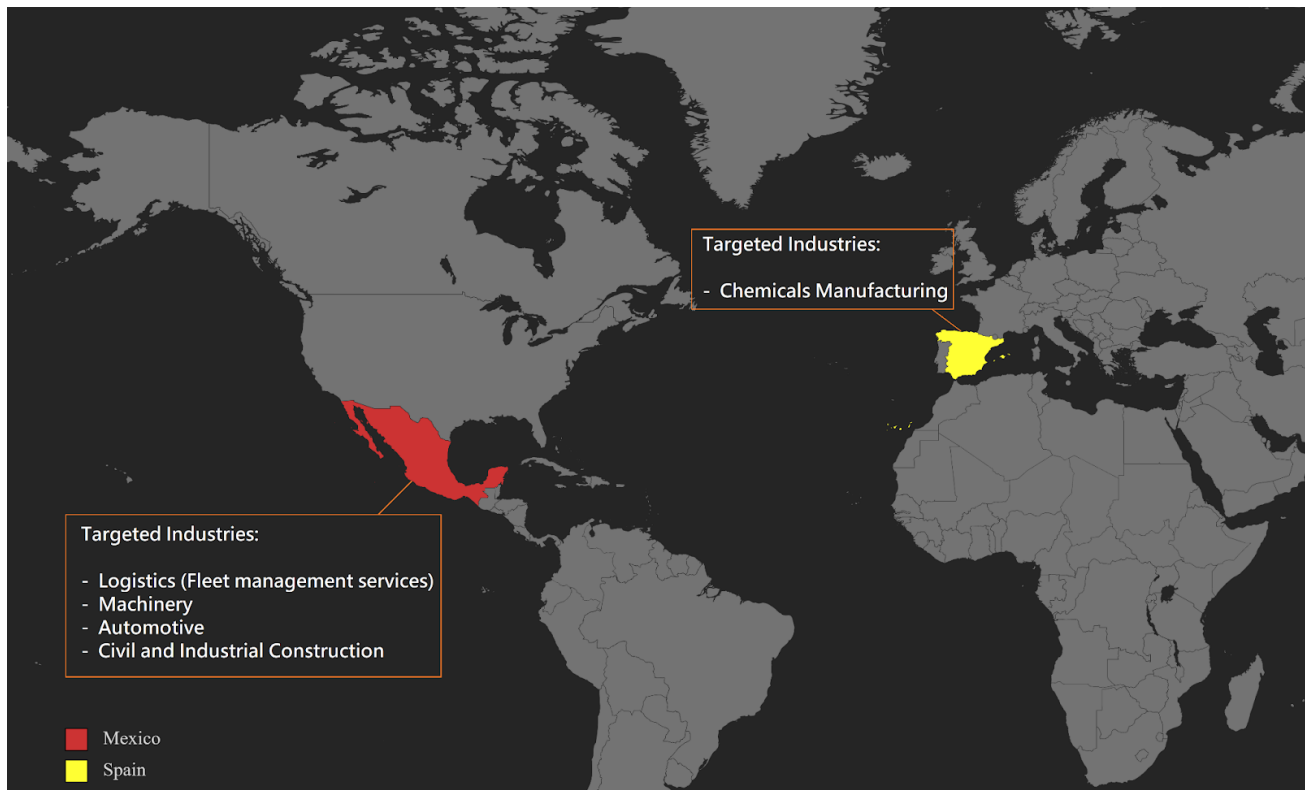 Targeted Industries:
- Chemicals Manufacturing
Targeted Industries:
- Logistics (Fleet management services)
- Machinery
- Automotive
- Civil and Industrial Construction
Mexico
Spain